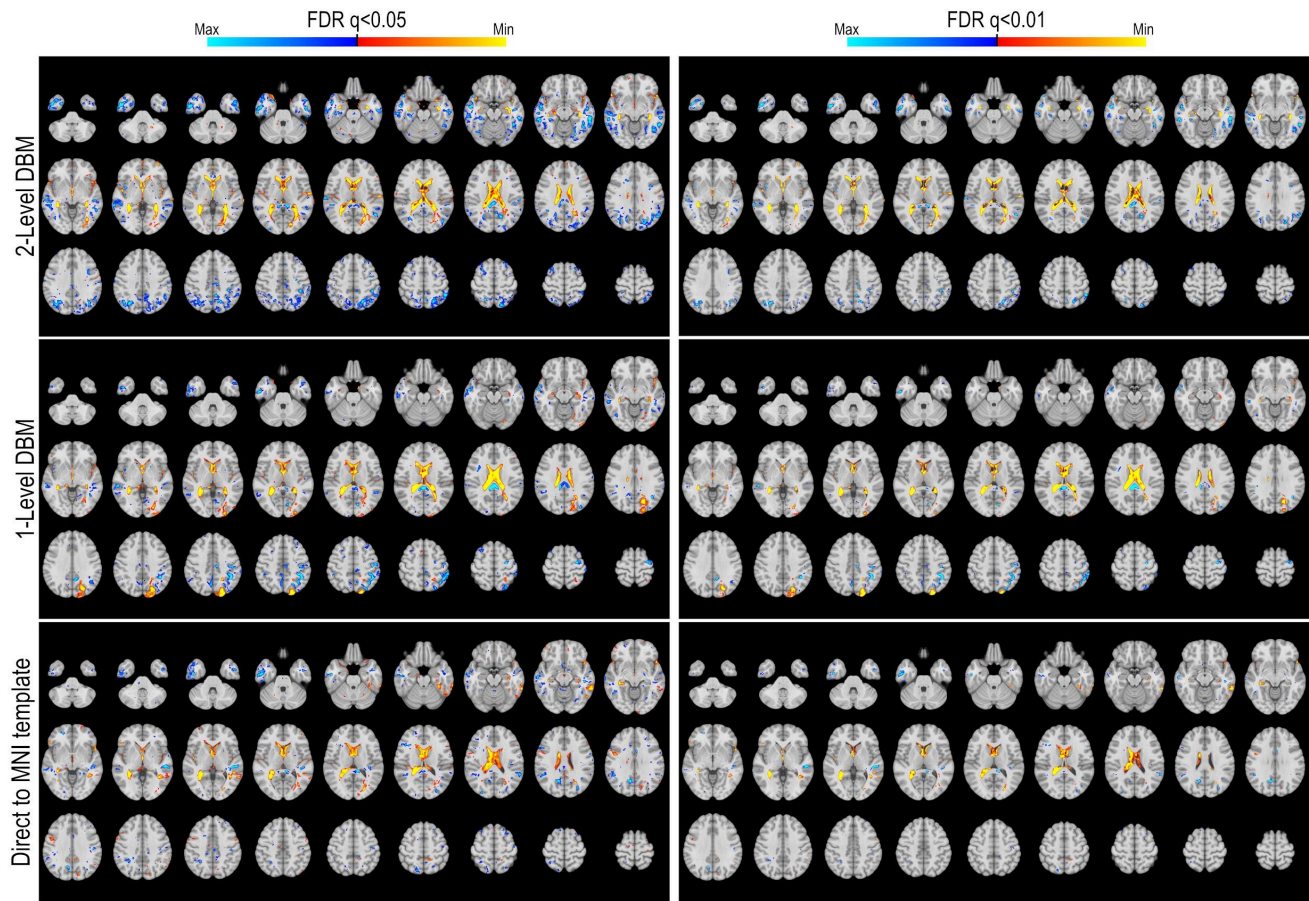 FDR q<0.05
Max
Min
FDR q<0.01
Max
Min
2-Level DBM
1-Level DBM
Direct to MNI template